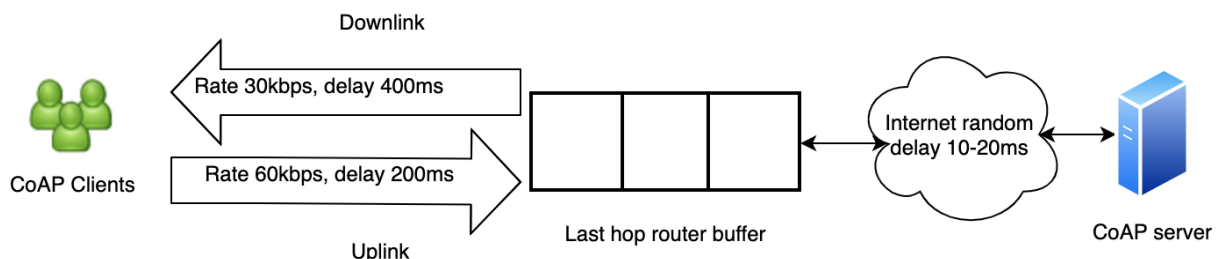 Downlink
Rate 30kbps, delay 400ms
Rate 60kbps, delay 200ms
CoAP Clients
Uplink
Last hop router buffer
Internet random
delay 10-20ms
CoAP server